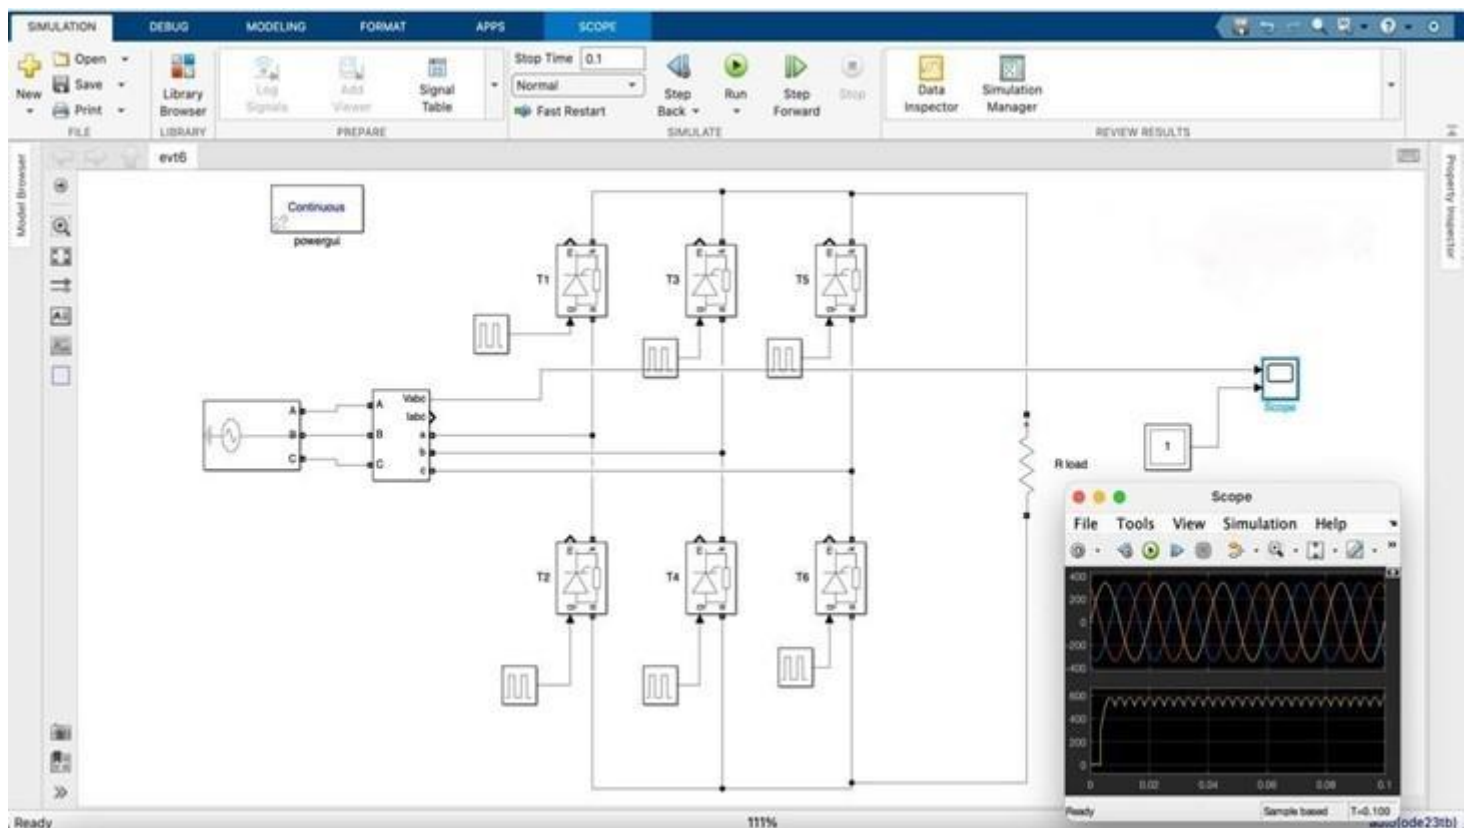 SIMULATION DEBUG MODELING FORMAT APPS SCOPE
New
Open
Save
Print
FILE
Library Browser
LIBRARY
Log Signals
Add Viewer
Signal Table
PREPARE
Stop Time 0.1
Normal
Fast Restart
Step Back
Run
Step Forward
Stop
SIMULATE
Data Inspector
Simulation Manager
REVIEW RESULTS
Model Browser
evt6
Property Inspector
Continuous
powergui
T1
T3
T5
A
B
C
A
B
C
Vabc
Iabc
a
b
c
R load
1
Scope
T2
T4
T6
Scope
File Tools View Simulation Help
400
200
0
-200
-400
600
400
200
0
0 0.02 0.04 0.06 0.08 0.1
Ready Sample based T=0.100
Ready 111% auto(ode23tb)